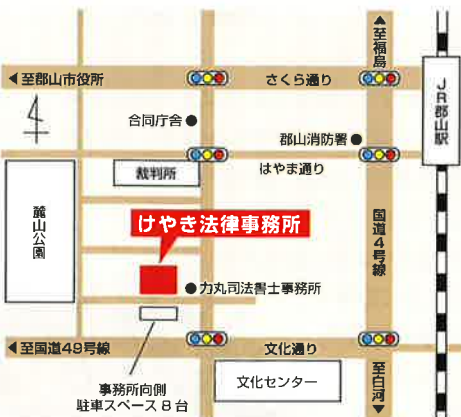 ▲至福島
◀至郡山市役所
さくら通り
JR郡山駅
合同庁舎●
郡山消防署●
はやま通り
裁判所
麓山公園
けやき法律事務所
国道4号線
●力丸司法書士事務所
◀至国道49号線
文化通り
文化センター
至白河▼
事務所向側
駐車スペース8台